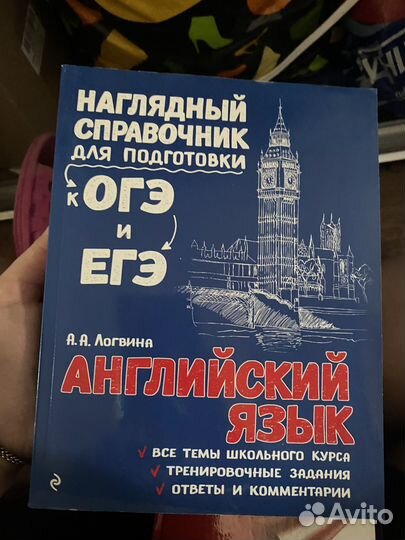 НАГЛЯДНЫЙ
СПРАВОЧНИК
ДЛЯ ПОДГОТОВКИ
К ОГЭ
И
ЕГЭ
А. А. ЛОГВИНА
АНГЛИЙСКИЙ
ЯЗЫК
ВСЕ ТЕМЫ ШКОЛЬНОГО КУРСА
ТРЕНИРОВОЧНЫЕ ЗАДАНИЯ
ОТВЕТЫ И КОММЕНТАРИИ
Avito